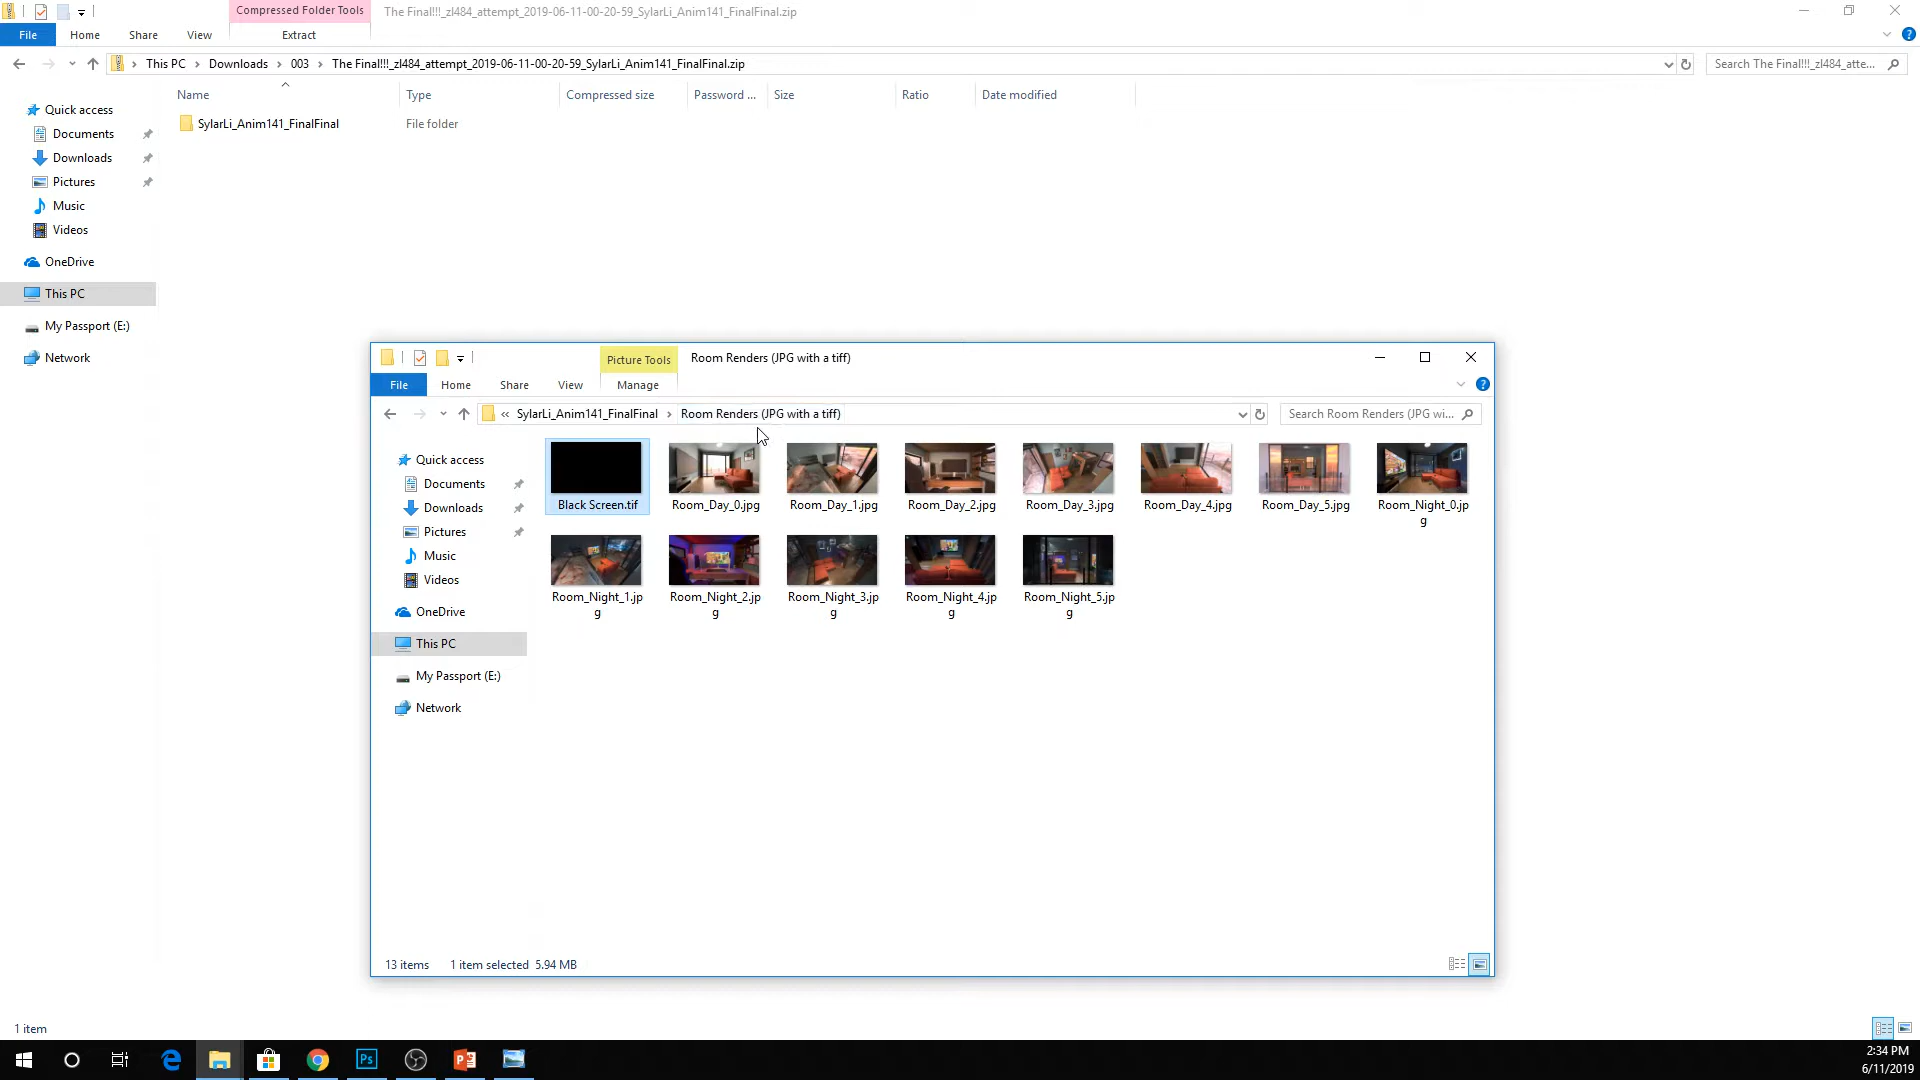 Compressed Folder Tools
The Final!!!_zl484_attempt_2019-06-11-00-20-59_SylarLi_Anim141_FinalFinal.zip
File
Home
Share
View
Extract
This PC
Downloads
003
The Final!!!_zl484_attempt_2019-06-11-00-20-59_SylarLi_Anim141_FinalFinal.zip
Search The Final!!!_zl484_atte...
Name
Type
Compressed size
Password ...
Size
Ratio
Date modified
SylarLi_Anim141_FinalFinal
File folder
Quick access
Documents
Downloads
Pictures
Music
Videos
OneDrive
This PC
My Passport (E:)
Network
Picture Tools
Room Renders (JPG with a tiff)
File
Home
Share
View
Manage
« SylarLi_Anim141_FinalFinal
Room Renders (JPG with a tiff)
Search Room Renders (JPG wi...
Quick access
Documents
Downloads
Pictures
Music
Videos
OneDrive
This PC
My Passport (E:)
Network
Black Screen.tif
Room_Day_0.jpg
Room_Day_1.jpg
Room_Day_2.jpg
Room_Day_3.jpg
Room_Day_4.jpg
Room_Day_5.jpg
Room_Night_0.jp
g
Room_Night_1.jp
g
Room_Night_2.jp
g
Room_Night_3.jp
g
Room_Night_4.jp
g
Room_Night_5.jp
g
13 items
1 item selected 5.94 MB
1 item
Ps
2:34 PM
6/11/2019